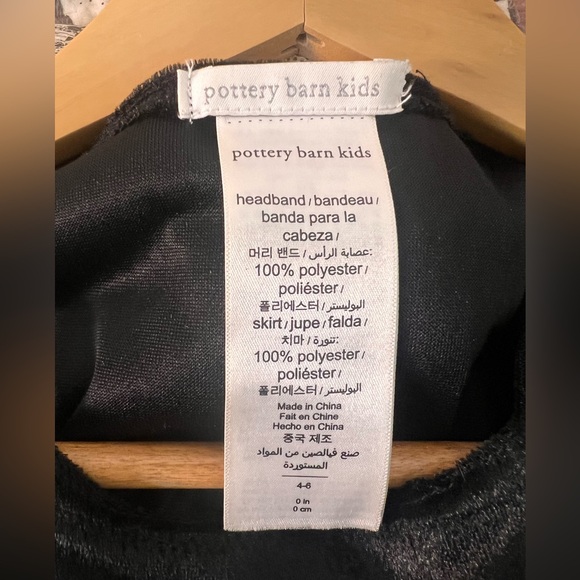 pottery barn kids
pottery barn kids
headband / bandeau /
banda para la
cabeza /
머리 밴드 / عصابة الرأس:
100% polyester /
poliéster /
폴리에스터 / البوليستر
skirt / jupe / falda /
치마 / تنورة:
100% polyester /
poliéster /
폴리에스터 / البوليستر
Made in China
Fait en Chine
Hecho en China
중국 제조
صنع فيالصين من المواد
المستوردة
4-6
0 in
0 cm